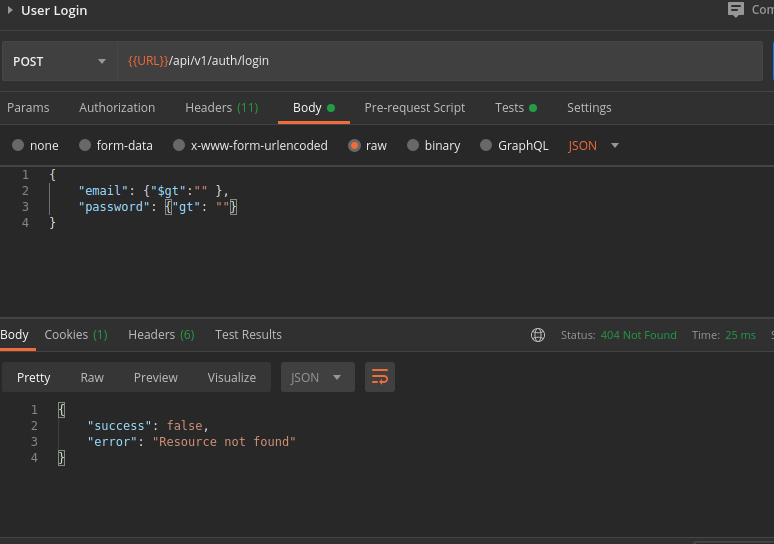 User Login
Com
POST {{URL}}/api/v1/auth/login
Params Authorization Headers (11) Body Pre-request Script Tests Settings
none form-data x-www-form-urlencoded raw binary GraphQL JSON
1 {
2 "email": {"$gt":"" },
3 "password": {"gt": ""}
4 }
Body Cookies (1) Headers (6) Test Results Status: 404 Not Found Time: 25 ms S
Pretty Raw Preview Visualize JSON
1 {
2 "success": false,
3 "error": "Resource not found"
4 }